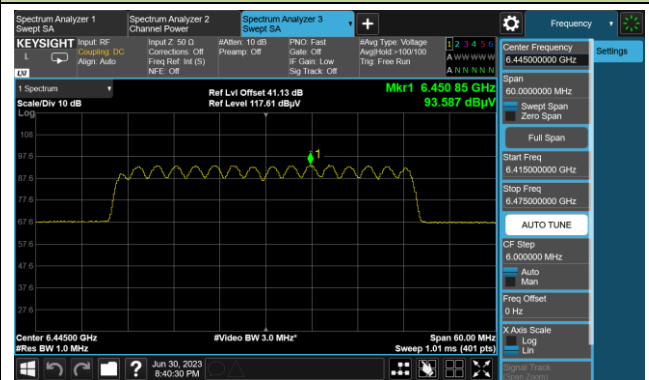 Spectrum Analyzer 1
Swept SA
Spectrum Analyzer 2
Channel Power
Spectrum Analyzer 3
Swept SA
Frequency
KEYSIGHT
L
LXI
Input: RF
Coupling: DC
Align: Auto
Input Z: 50 Ω
Corrections: Off
Freq Ref: Int (S)
NFE: Off
#Atten: 10 dB
Preamp: Off
PNO: Fast
Gate: Off
IF Gain: Low
Sig Track: Off
#Avg Type: Voltage
Avg|Hold:>100/100
Trig: Free Run
1 2 3 4 5 6
A W W W W W
A N N N N N
Center Frequency
6.445000000 GHz
Settings
Span
60.0000000 MHz
Swept Span
Zero Span
Full Span
Start Freq
6.415000000 GHz
Stop Freq
6.475000000 GHz
AUTO TUNE
CF Step
6.000000 MHz
Auto
Man
Freq Offset
0 Hz
X Axis Scale
Log
Lin
Signal Track
(Span Zoom)
1 Spectrum
Scale/Div 10 dB
Log
Ref Lvl Offset 41.13 dB
Ref Level 117.61 dBµV
Mkr1 6.450 85 GHz
93.587 dBµV
108
97.6
87.6
77.6
67.6
57.6
47.6
37.6
27.6
1
Center 6.44500 GHz
#Res BW 1.0 MHz
#Video BW 3.0 MHz*
Span 60.00 MHz
Sweep 1.01 ms (401 pts)
?
Jun 30, 2023
8:40:30 PM